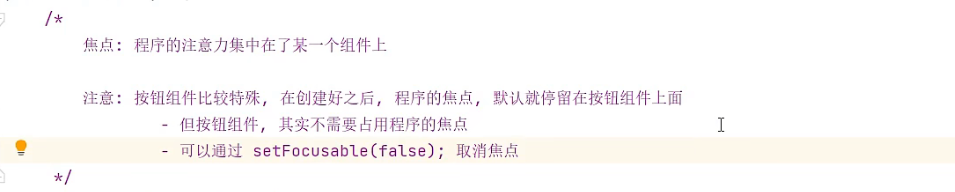 /*
焦点: 程序的注意力集中在了某一个组件上
注意: 按钮组件比较特殊, 在创建好之后, 程序的焦点, 默认就停留在按钮组件上面
- 但按钮组件, 其实不需要占用程序的焦点
- 可以通过 setFocusable(false); 取消焦点
*/